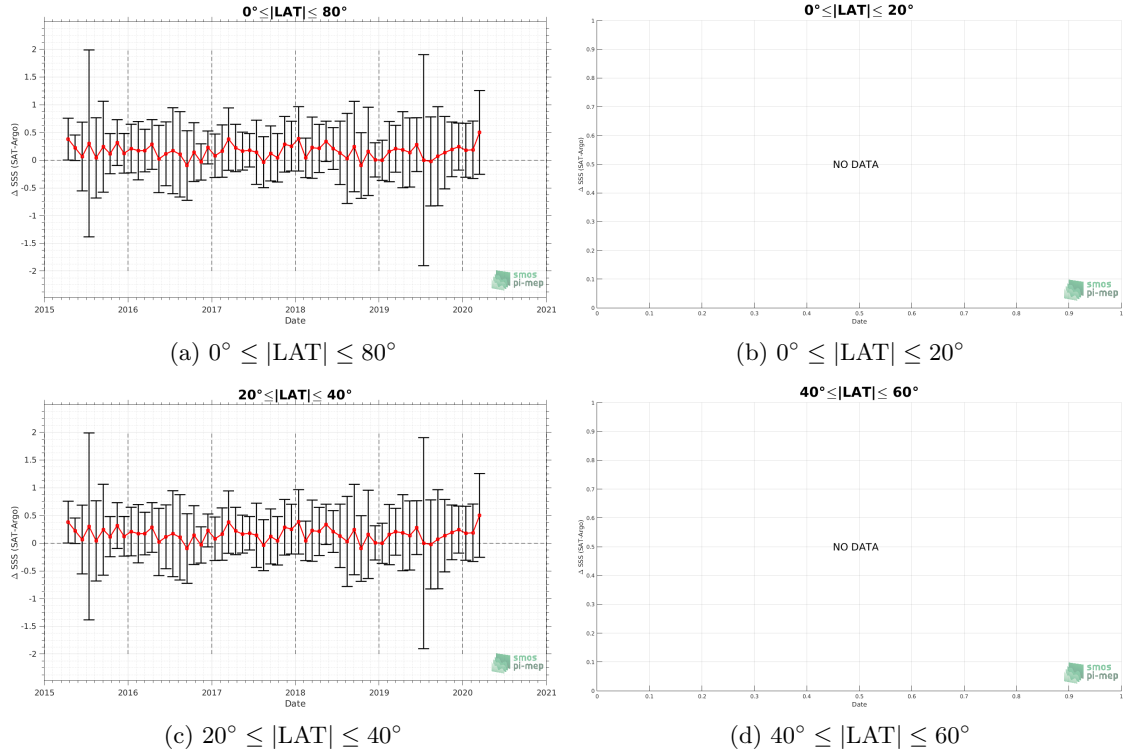 0°≤|LAT|≤ 80°
Δ SSS (SAT-Argo)
2
1.5
1
0.5
0
-0.5
-1
-1.5
-2
2015 2016 2017 2018 2019 2020 2021
Date
smos
pi-mep
(a) 0° ≤ |LAT| ≤ 80°
0°≤|LAT|≤ 20°
Δ SSS (SAT-Argo)
1
0.9
0.8
0.7
0.6
0.5
0.4
0.3
0.2
0.1
0
NO DATA
0 0.1 0.2 0.3 0.4 0.5 0.6 0.7 0.8 0.9 1
Date
smos
pi-mep
(b) 0° ≤ |LAT| ≤ 20°
20°≤|LAT|≤ 40°
Δ SSS (SAT-Argo)
2
1.5
1
0.5
0
-0.5
-1
-1.5
-2
2015 2016 2017 2018 2019 2020 2021
Date
smos
pi-mep
(c) 20° ≤ |LAT| ≤ 40°
40°≤|LAT|≤ 60°
Δ SSS (SAT-Argo)
1
0.9
0.8
0.7
0.6
0.5
0.4
0.3
0.2
0.1
0
NO DATA
0 0.1 0.2 0.3 0.4 0.5 0.6 0.7 0.8 0.9 1
Date
smos
pi-mep
(d) 40° ≤ |LAT| ≤ 60°